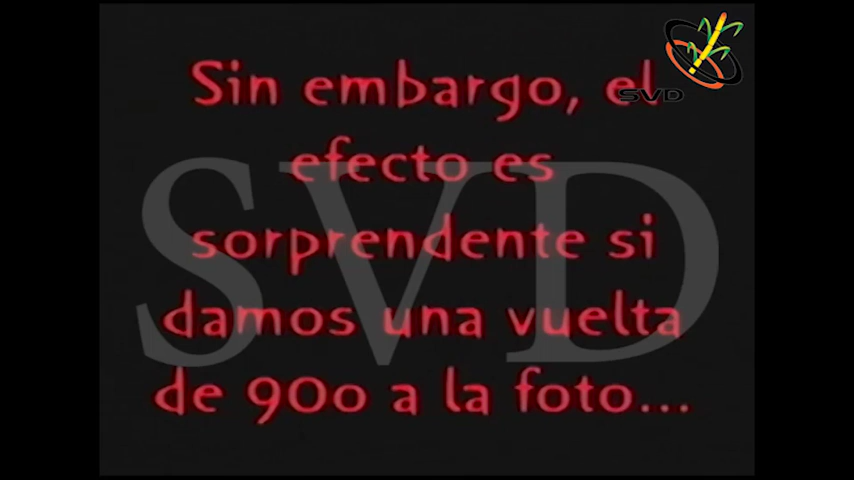 Sin embargo, el
efecto es
sorprendente si
damos una vuelta
de 90o a la foto...
SVD
SVD